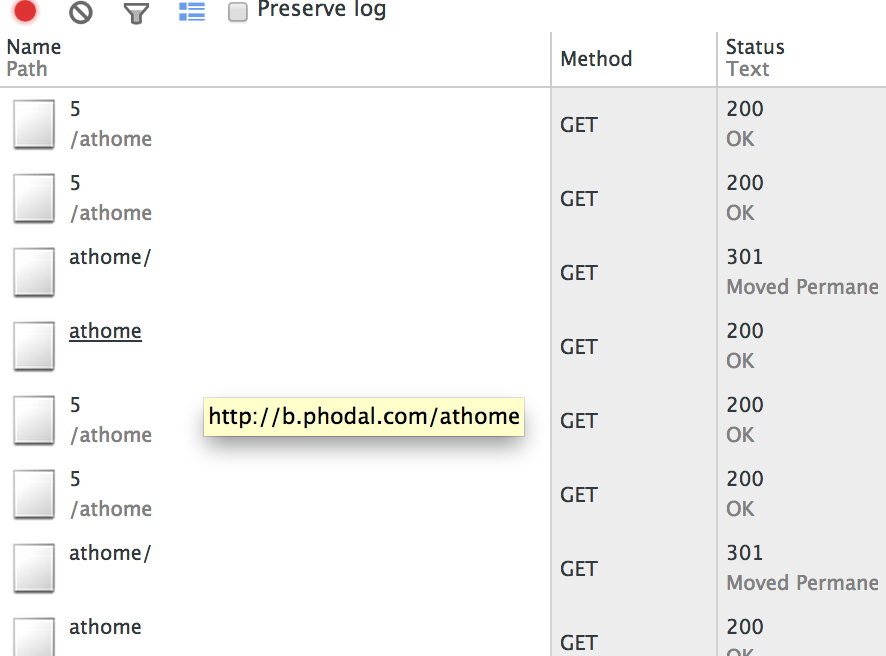 Preserve log
Name
Path
Method
Status
Text
5
/athome
GET
200
OK
5
/athome
GET
200
OK
athome/
GET
301
Moved Permane
athome
GET
200
OK
http://b.phodal.com/athome
5
/athome
GET
200
OK
5
/athome
GET
200
OK
athome/
GET
301
Moved Permane
athome
GET
200
OK